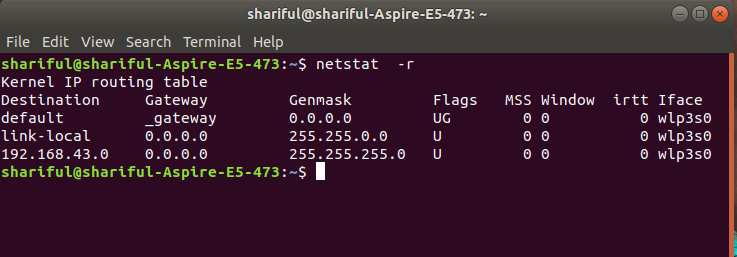 shariful@shariful-Aspire-E5-473: ~
File Edit View Search Terminal Help
shariful@shariful-Aspire-E5-473:~$ netstat  -r
Kernel IP routing table
Destination     Gateway         Genmask         Flags   MSS Window  irtt Iface
default         _gateway        0.0.0.0         UG        0 0          0 wlp3s0
link-local      0.0.0.0         255.255.0.0     U         0 0          0 wlp3s0
192.168.43.0    0.0.0.0         255.255.255.0   U         0 0          0 wlp3s0
shariful@shariful-Aspire-E5-473:~$